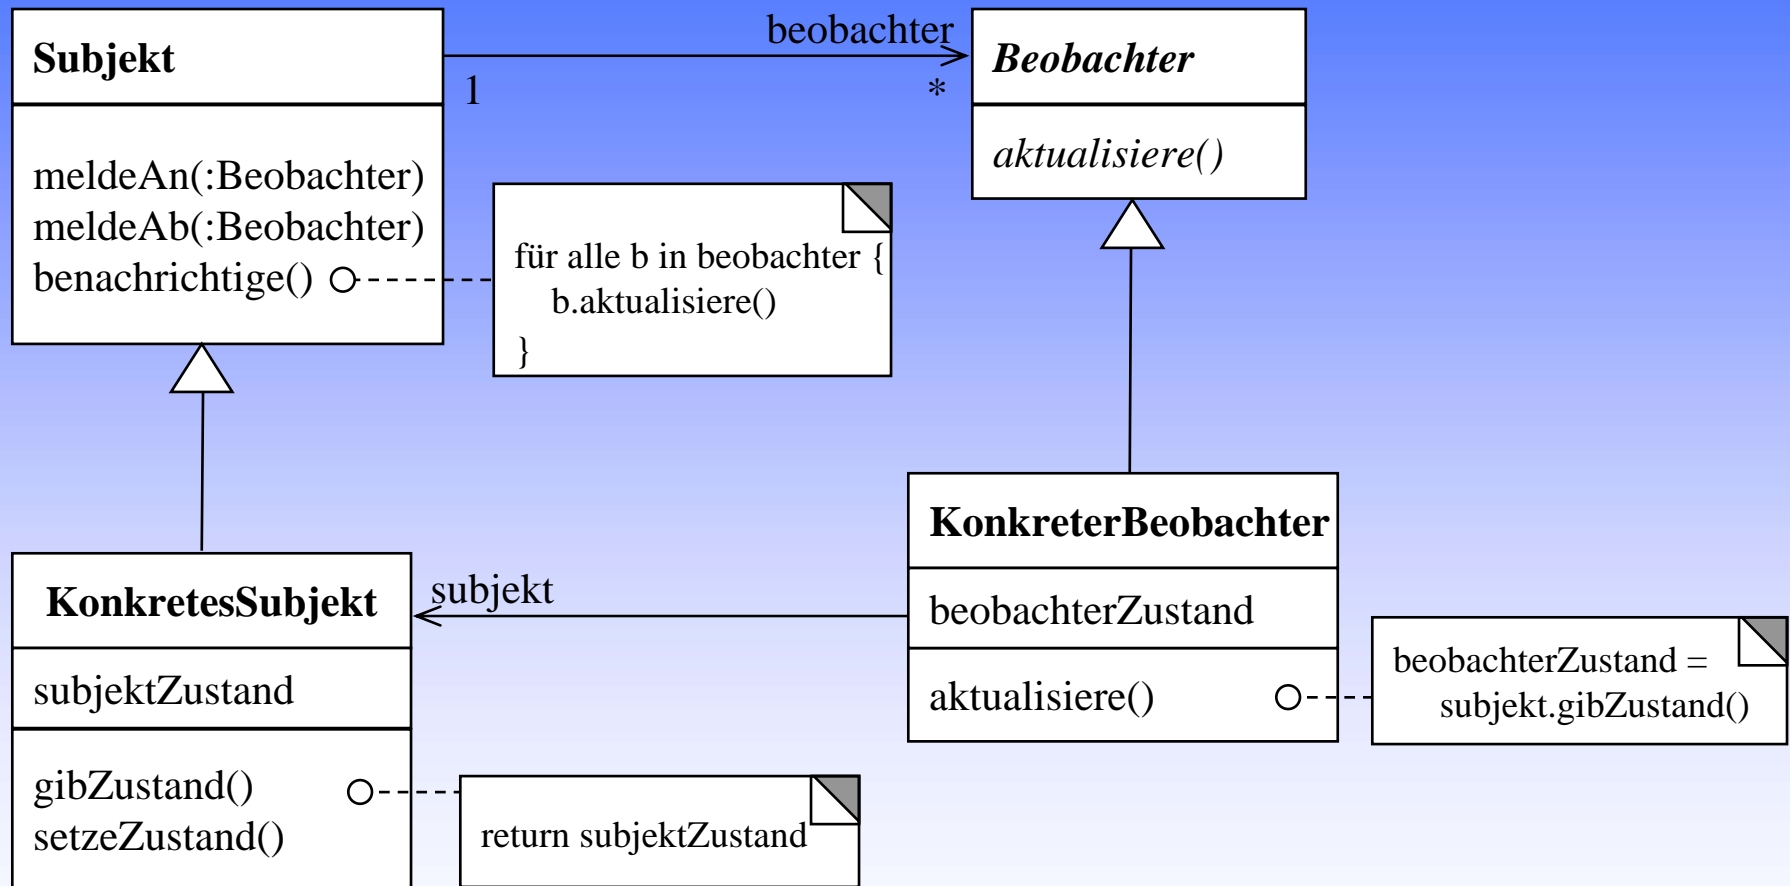 Subjekt
meldeAn(:Beobachter)
meldeAb(:Beobachter)
benachrichtige()
beobachter
1
*
Beobachter
aktualisiere()
für alle b in beobachter {
b.aktualisiere()
}
KonkretesSubjekt
subjektZustand
gibZustand()
setzeZustand()
return subjektZustand
subjekt
KonkreterBeobachter
beobachterZustand
aktualisiere()
beobachterZustand =
subjekt.gibZustand()